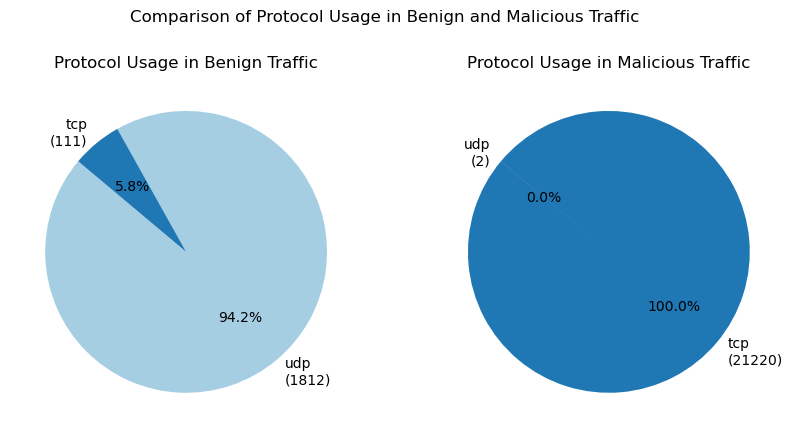 Comparison of Protocol Usage in Benign and Malicious Traffic
Protocol Usage in Benign Traffic
tcp
(111)
5.8%
94.2%
udp
(1812)
Protocol Usage in Malicious Traffic
udp
(2)
0.0%
100.0%
tcp
(21220)